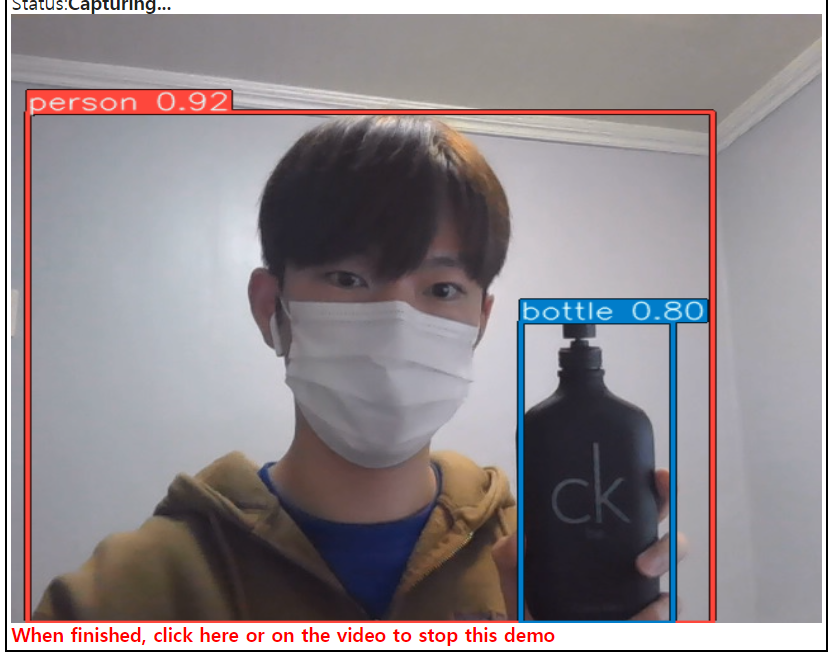 Status:Capturing...
person 0.92
bottle 0.80
ck
When finished, click here or on the video to stop this demo